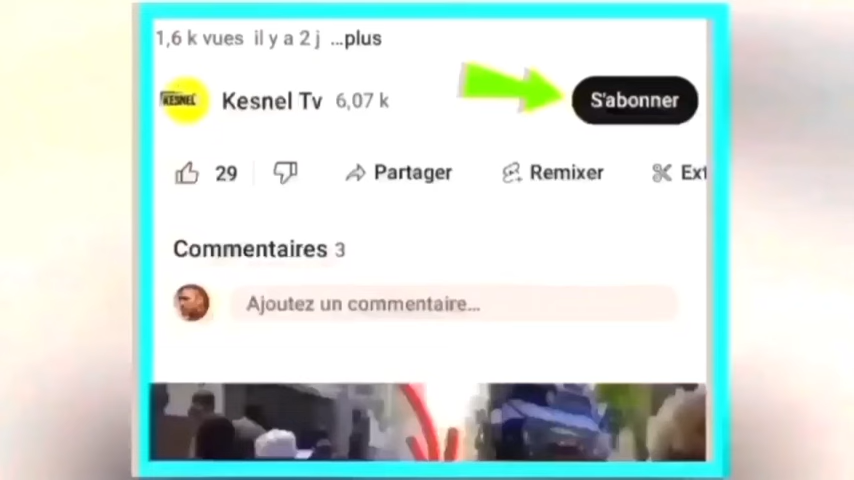 1,6 k vues il y a 2 j ...plus
KESNEL
Kesnel Tv 6,07 k
S'abonner
29 Partager Remixer Ext
Commentaires 3
Ajoutez un commentaire...